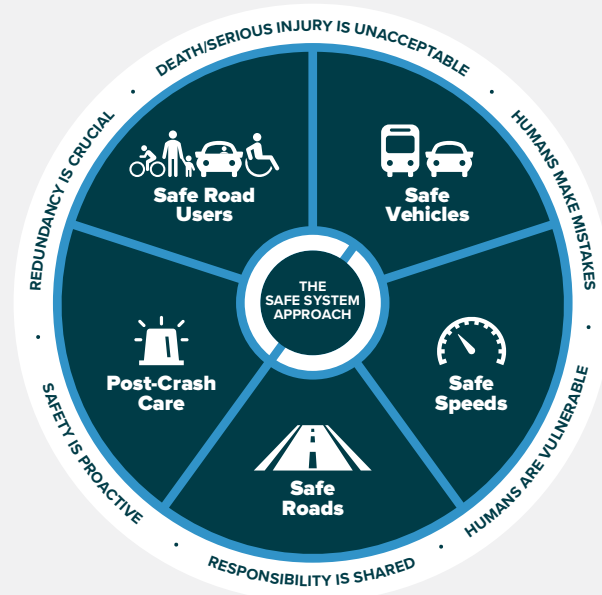 DEATH/SERIOUS INJURY IS UNACCEPTABLE
HUMANS MAKE MISTAKES
HUMANS ARE VULNERABLE
RESPONSIBILITY IS SHARED
SAFETY IS PROACTIVE
REDUNDANCY IS CRUCIAL
Safe Road
Users
Safe
Vehicles
Safe
Speeds
Safe
Roads
Post-Crash
Care
THE
SAFE SYSTEM
APPROACH